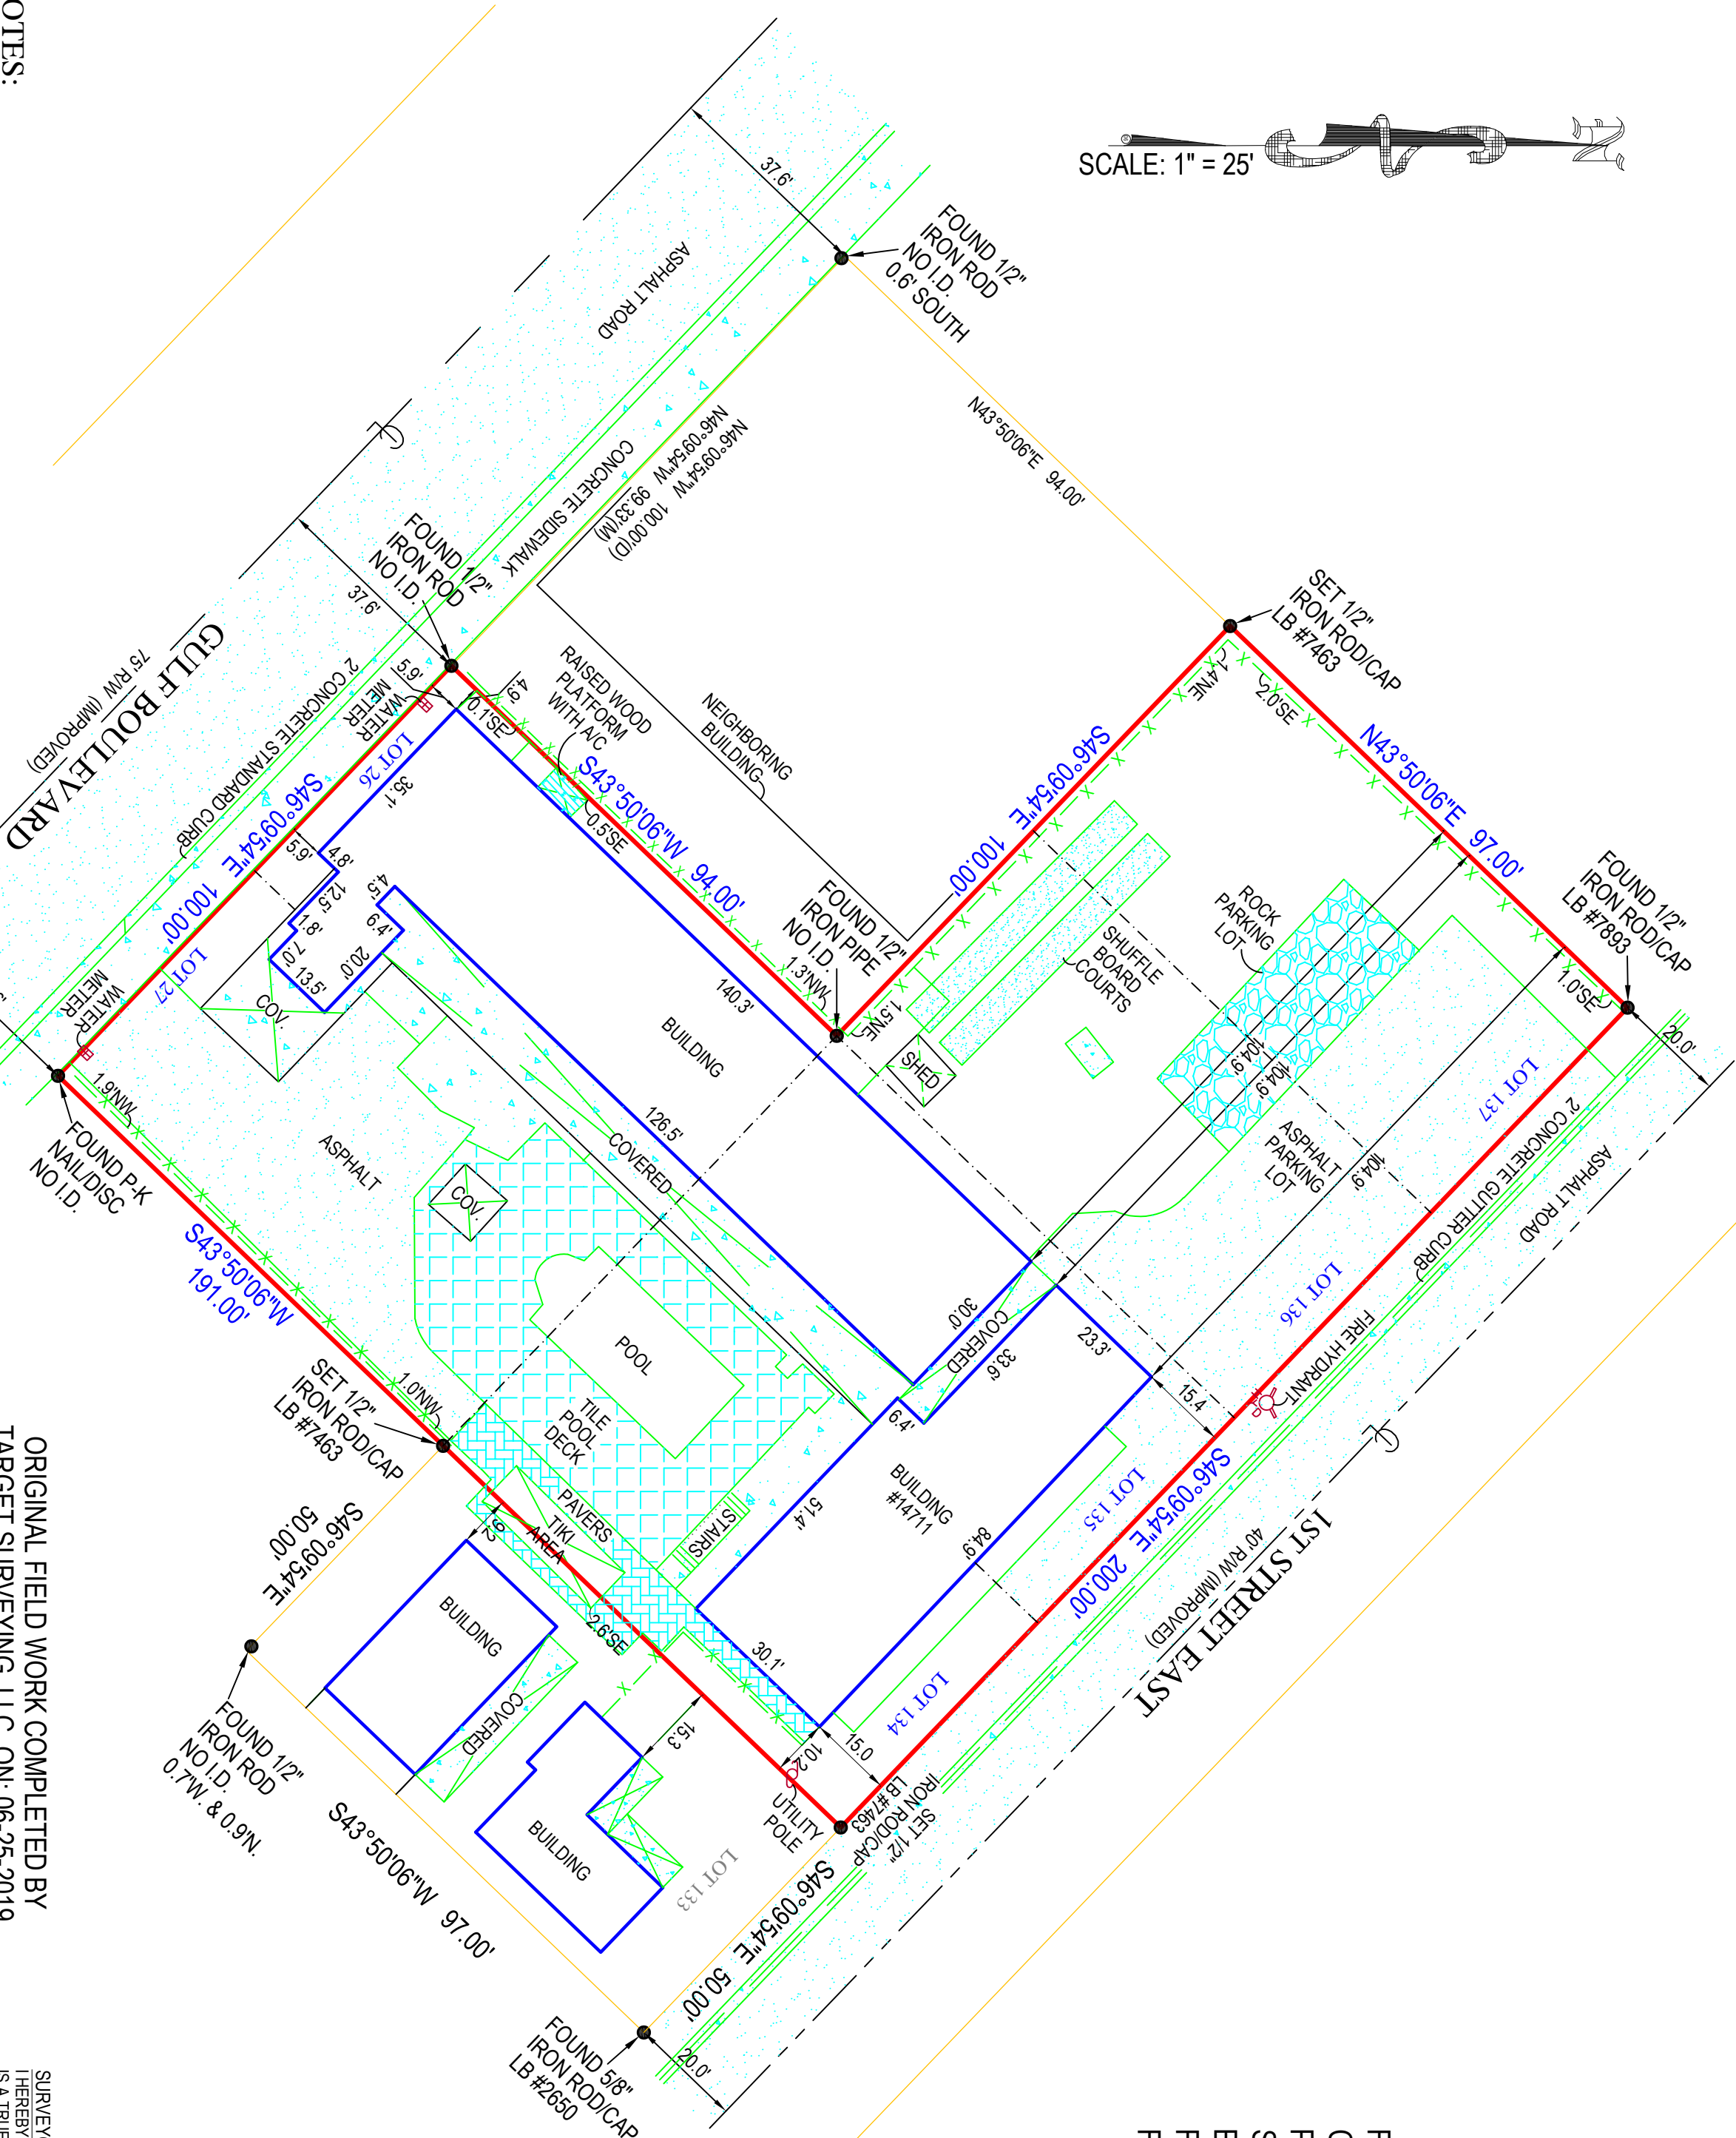 OTES:
SCALE: 1" = 25'
N
37.6'
FOUND 1/2"
IRON ROD
NO I.D.
0.6' SOUTH
ASPHALT ROAD
N43°50'06"E 94.00'
N46°09'54"W 100.00'(D)
N46°09'54"W 99.33'(M)
CONCRETE SIDEWALK
FOUND 1/2"
IRON ROD
NO I.D.
37.6'
GULF BOULEVARD
75' R/W (IMPROVED)
2' CONCRETE STANDARD CURB
SET 1/2"
IRON ROD/CAP
LB #7463
1.4'NE
2.0'SE
N43°50'06"E 97.00'
FOUND 1/2"
IRON ROD/CAP
LB #7893
1.0'SE
20.0'
S46°09'54"E 100.00'
NEIGHBORING
BUILDING
RAISED WOOD
PLATFORM
WITH A/C
4.9'
5.9'
0.1'SE
WATER
METER
LOT 26
S43°50'06"W 94.00'
0.5'SE
FOUND 1/2"
IRON PIPE
NO I.D.
1.3'NW
1.5'NE
SHED
SHUFFLE
BOARD
COURTS
ROCK
PARKING
LOT
104.9'
104.9'
104.9'
ASPHALT
PARKING
LOT
LOT 137
2' CONCRETE GUTTER CURB
ASPHALT ROAD
LOT 136
FIRE HYDRANT
S46°09'54"E 100.00'
35.1'
5.9'
4.8'
12.5'
1.8'
7.0'
13.5'
20.0'
6.4'
4.5'
COV.
LOT 27
WATER
METER
140.3'
BUILDING
126.5'
COVERED
30.0'
COVERED
33.6'
23.3'
15.4
6.4'
BUILDING
#14711
51.4'
84.9'
LOT 135
S46°09'54"E 200.00'
40' R/W (IMPROVED)
1ST STREET EAST
1.9'NW
FOUND P-K
NAIL/DISC
NO I.D.
ASPHALT
COV.
S43°50'06"W
191.00'
POOL
TILE
POOL
DECK
1.0'NW
SET 1/2"
IRON ROD/CAP
LB #7463
PAVERS
TIKI
AREA
STAIRS
9.2
2.6'SE
30.1'
LOT 134
15.0
10.2'
15.3
UTILITY
POLE
SET 1/2"
IRON ROD/CAP
LB #7463
S46°09'54"E
50.00'
BUILDING
COVERED
BUILDING
LOT 133
S46°09'54"E 50.00'
FOUND 1/2"
IRON ROD
NO I.D.
0.7'W. & 0.9'N.
S43°50'06"W 97.00'
FOUND 5/8"
IRON ROD/CAP
LB #2650
20.0'
ORIGINAL FIELD WORK COMPLETED BY
TARGET SURVEYING, LLC. ON: 06-25-2019
I HEREBY
IS A TRUE